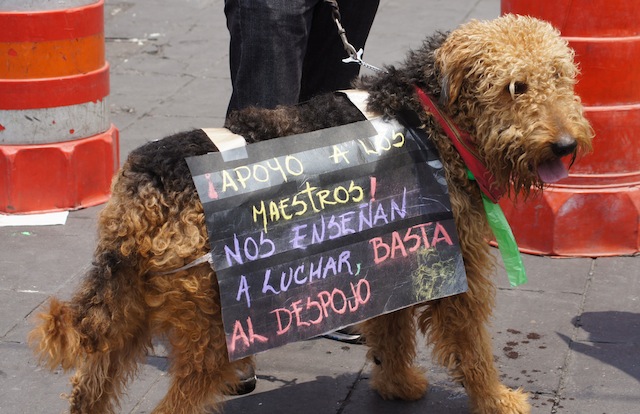 ¡APOYO A LOS
MAESTROS!
NOS ENSEÑAN
A LUCHAR, BASTA
AL DESPOJO